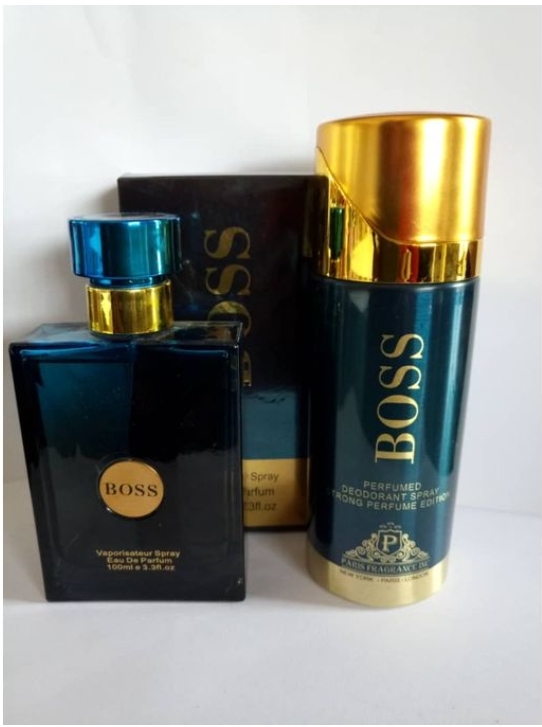 BOSS
Vaporisateur Spray
Eau De Parfum
100ml e 3.3fl.oz
BOSS
Spray
arfum
3fl.oz
BOSS
PERFUMED
DEODORANT SPRAY
STRONG PERFUME EDITION
P
PARIS FRAGRANCE INC
NEW YORK - PARIS - LONDON